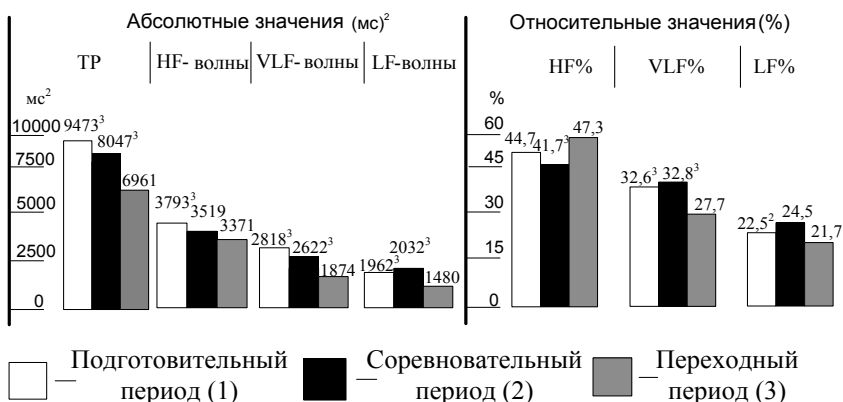 Абсолютные значения (мс)²
Относительные значения(%)
ТР HF- волны VLF- волны LF-волны
HF% VLF% LF%
мс²
10000
7500
5000
2500
0
9473³ 8047³ 6961
3793³ 3519 3371
2818³ 2622³ 1874
1962³ 2032³ 1480
%
60
45
30
15
0
44,7 41,7³ 47,3
32,6³ 32,8³ 27,7
22,5² 24,5 21,7
— Подготовительный период (1)
— Соревновательный период (2)
— Переходный период (3)